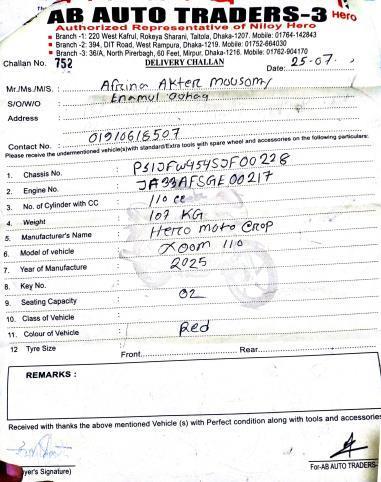 AB AUTO TRADERS-3 Hero
Authorized Representative of Niloy Hero
Branch -1: 220 West Kafrul, Rokeya Sharani, Taltola, Dhaka-1207. Mobile: 01764-142843
Branch -2: 394, DIT Road, West Rampura, Dhaka-1219. Mobile: 01752-664030
Branch -3: 36/A, North Pirerbagh, 60 Feet, Mirpur, Dhaka-1216. Mobile: 01762-904170
Challan No. 752 DELIVERY CHALLAN Date: 25-07
Mr./Ms./M/S. : Afrina Akter Mousomy
S/O/W/O : Enamul
Address :
Contact No. : 01910616507
Please receive the undermentioned vehicle(s) with standard/Extra tools with spare wheel and accessories on the following particulars:
1. Chassis No. : PS1JFW454SJF00228
2. Engine No. : JA33AFSGE00217
3. No. of Cylinder with CC : 110 cc
4. Weight : 107 KG
5. Manufacturer's Name : Hero Moto Crop
6. Model of vehicle : Xoom 110
7. Year of Manufacture : 2025
8. Key No. :
9. Seating Capacity : 02
10. Class of Vehicle :
11. Colour of Vehicle : Red
12 Tyre Size Front Rear
REMARKS :
Received with thanks the above mentioned Vehicle (s) with Perfect condition along with tools and accessories
yer's Signature) For-AB AUTO TRADERS-